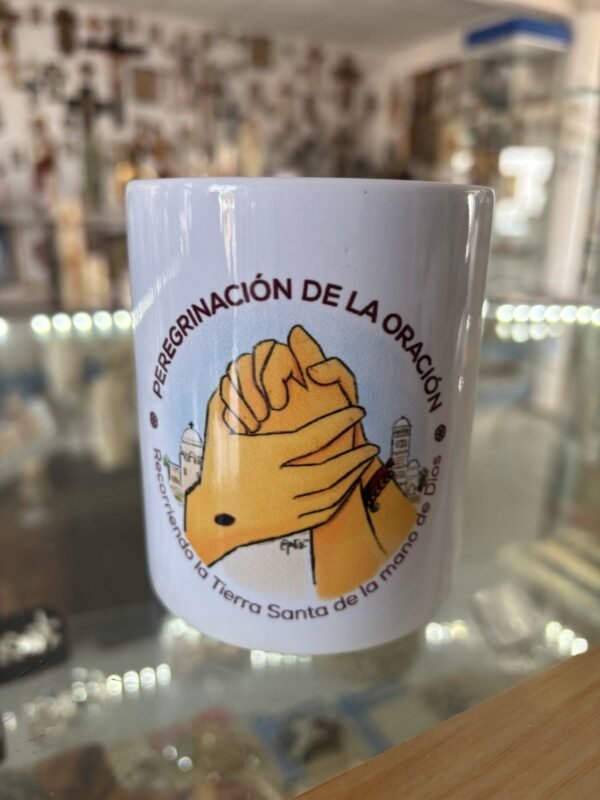 PEREGRINACIÓN DE LA ORACIÓN
Recorriendo la Tierra Santa de la mano de Dios